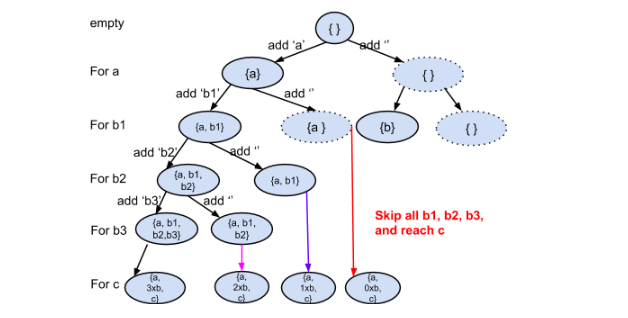 empty
{ }
add ‘a’
add ‘’
For a
{a}
{ }
add ‘b1’
add ‘’
For b1
{a, b1}
{a }
{b}
{ }
add ‘b2’
add ‘’
For b2
{a, b1,
b2}
{a, b1}
add ‘b3’
add ‘’
For b3
{a, b1,
b2,b3}
{a, b1,
b2}
Skip all b1, b2, b3,
and reach c
For c
{a,
3xb,
c}
{a,
2xb,
c}
{a,
1xb,
c}
{a,
0xb,
c}